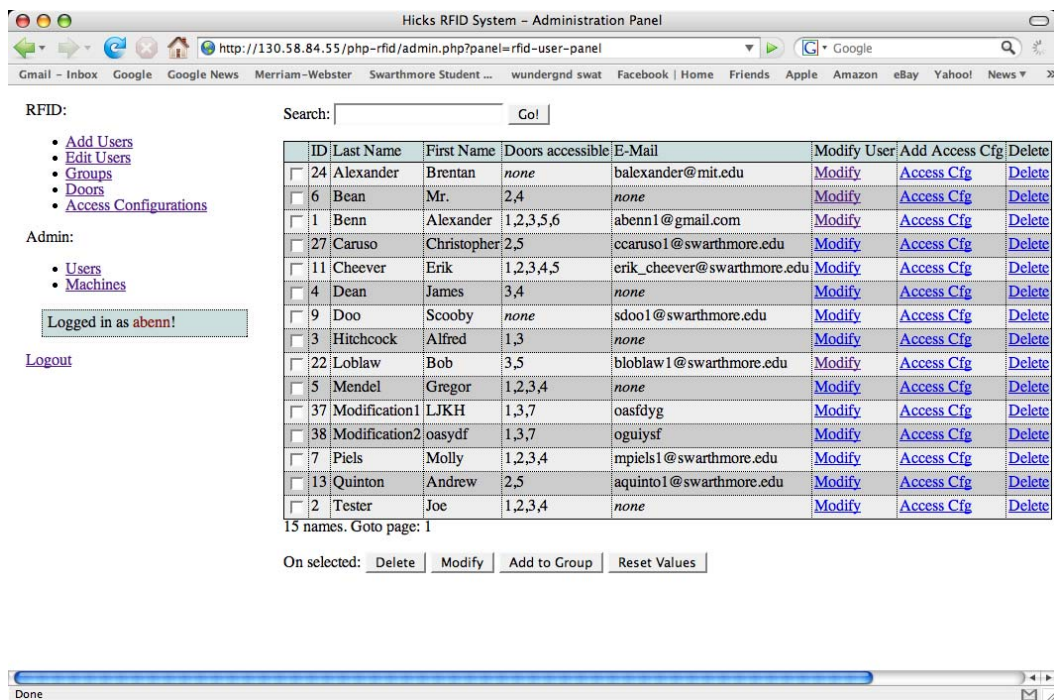 Hicks RFID System – Administration Panel
http://130.58.84.55/php-rfid/admin.php?panel=rfid-user-panel
G Google
Gmail – Inbox Google Google News Merriam-Webster Swarthmore Student ... wundergnd swat Facebook | Home Friends Apple Amazon eBay Yahoo! News
RFID:
Add Users
Edit Users
Groups
Doors
Access Configurations
Admin:
Users
Machines
Logged in as abenn!
Logout
Search: Go!
ID Last Name First Name Doors accessible E-Mail Modify User Add Access Cfg Delete
24 Alexander Brentan none balexander@mit.edu Modify Access Cfg Delete
6 Bean Mr. 2,4 none Modify Access Cfg Delete
1 Benn Alexander 1,2,3,5,6 abenn1@gmail.com Modify Access Cfg Delete
27 Caruso Christopher 2,5 ccaruso1@swarthmore.edu Modify Access Cfg Delete
11 Cheever Erik 1,2,3,4,5 erik_cheever@swarthmore.edu Modify Access Cfg Delete
4 Dean James 3,4 none Modify Access Cfg Delete
9 Doo Scooby none sdoo1@swarthmore.edu Modify Access Cfg Delete
3 Hitchcock Alfred 1,3 none Modify Access Cfg Delete
22 Loblaw Bob 3,5 bloblaw1@swarthmore.edu Modify Access Cfg Delete
5 Mendel Gregor 1,2,3,4 none Modify Access Cfg Delete
37 Modification1 LJKH 1,3,7 oasfdyg Modify Access Cfg Delete
38 Modification2 oasydf 1,3,7 oguiysf Modify Access Cfg Delete
7 Piels Molly 1,2,3,4 mpiels1@swarthmore.edu Modify Access Cfg Delete
13 Quinton Andrew 2,5 aquinto1@swarthmore.edu Modify Access Cfg Delete
2 Tester Joe 1,2,3,4 none Modify Access Cfg Delete
15 names. Goto page: 1
On selected: Delete Modify Add to Group Reset Values
Done